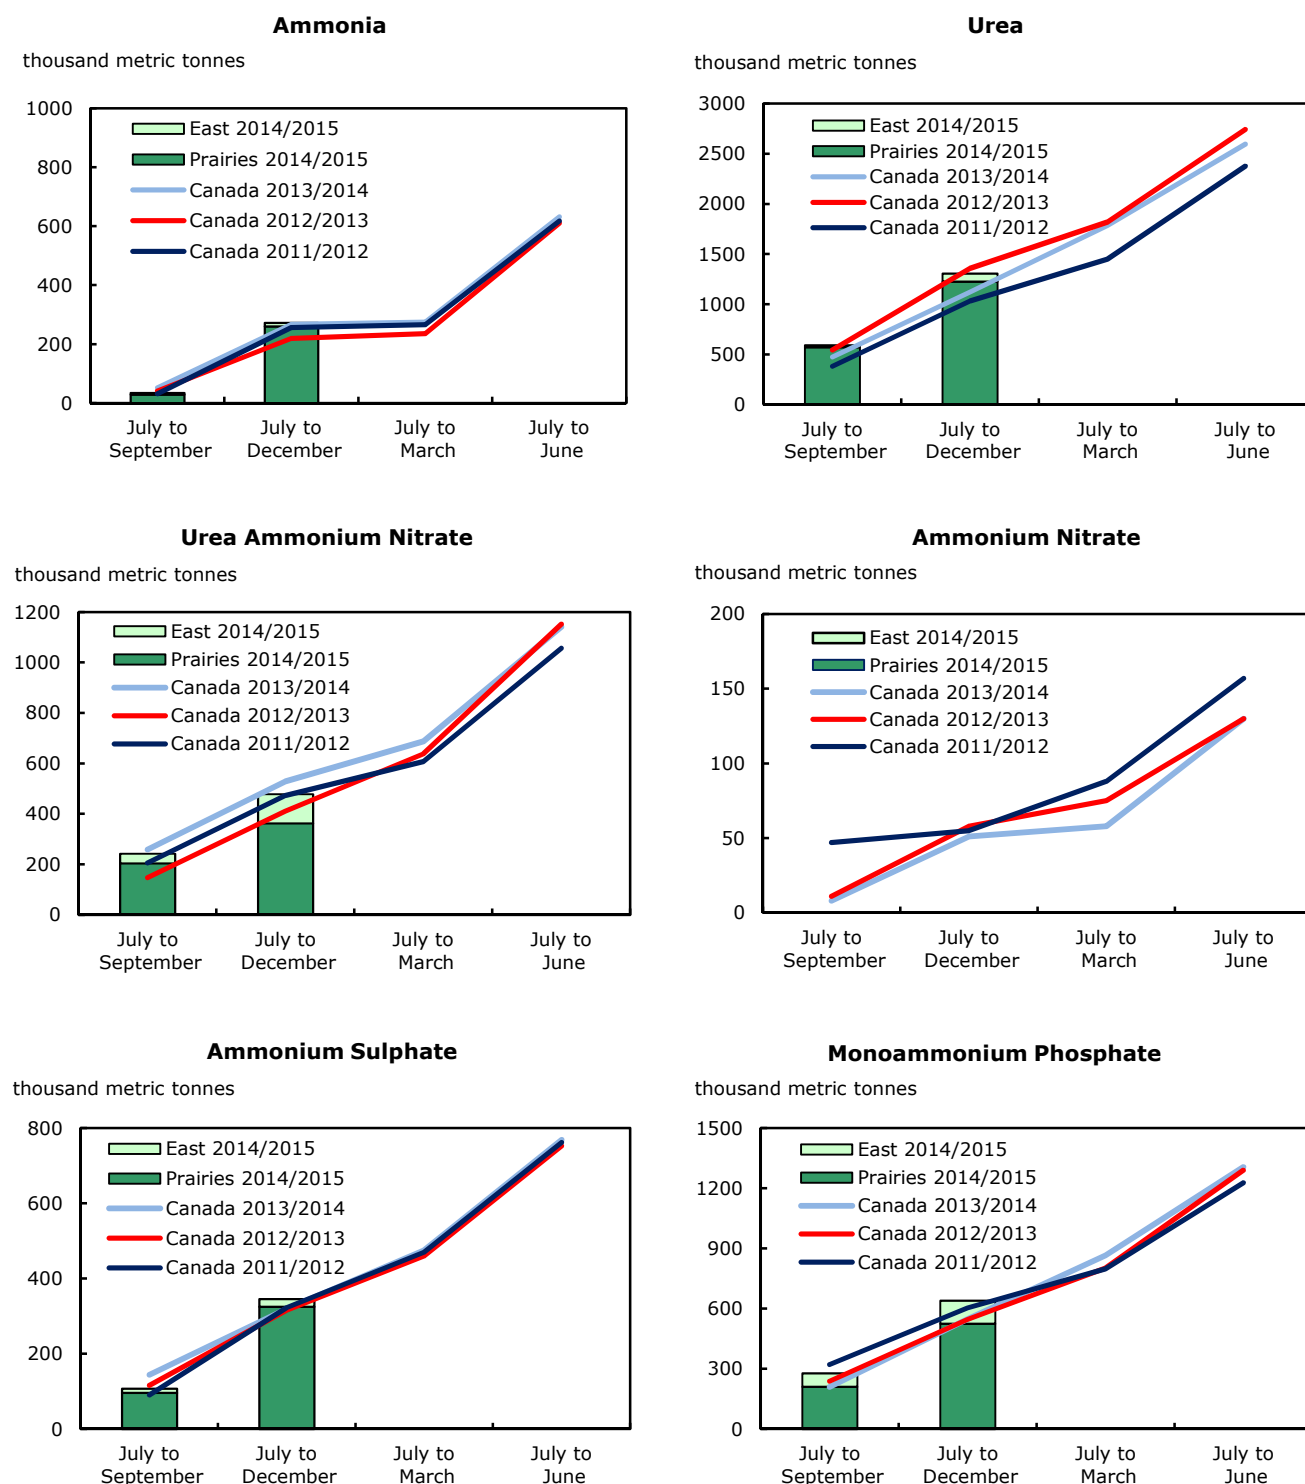 Ammonia
thousand metric tonnes
1000
800
600
400
200
0
East 2014/2015
Prairies 2014/2015
Canada 2013/2014
Canada 2012/2013
Canada 2011/2012
July to September
July to December
July to March
July to June
Urea
thousand metric tonnes
3000
2500
2000
1500
1000
500
0
East 2014/2015
Prairies 2014/2015
Canada 2013/2014
Canada 2012/2013
Canada 2011/2012
July to September
July to December
July to March
July to June
Urea Ammonium Nitrate
thousand metric tonnes
1200
1000
800
600
400
200
0
East 2014/2015
Prairies 2014/2015
Canada 2013/2014
Canada 2012/2013
Canada 2011/2012
July to September
July to December
July to March
July to June
Ammonium Nitrate
thousand metric tonnes
200
150
100
50
0
East 2014/2015
Prairies 2014/2015
Canada 2013/2014
Canada 2012/2013
Canada 2011/2012
July to September
July to December
July to March
July to June
Ammonium Sulphate
thousand metric tonnes
800
600
400
200
0
East 2014/2015
Prairies 2014/2015
Canada 2013/2014
Canada 2012/2013
Canada 2011/2012
July to September
July to December
July to March
July to June
Monoammonium Phosphate
thousand metric tonnes
1500
1200
900
600
300
0
East 2014/2015
Prairies 2014/2015
Canada 2013/2014
Canada 2012/2013
Canada 2011/2012
July to September
July to December
July to March
July to June